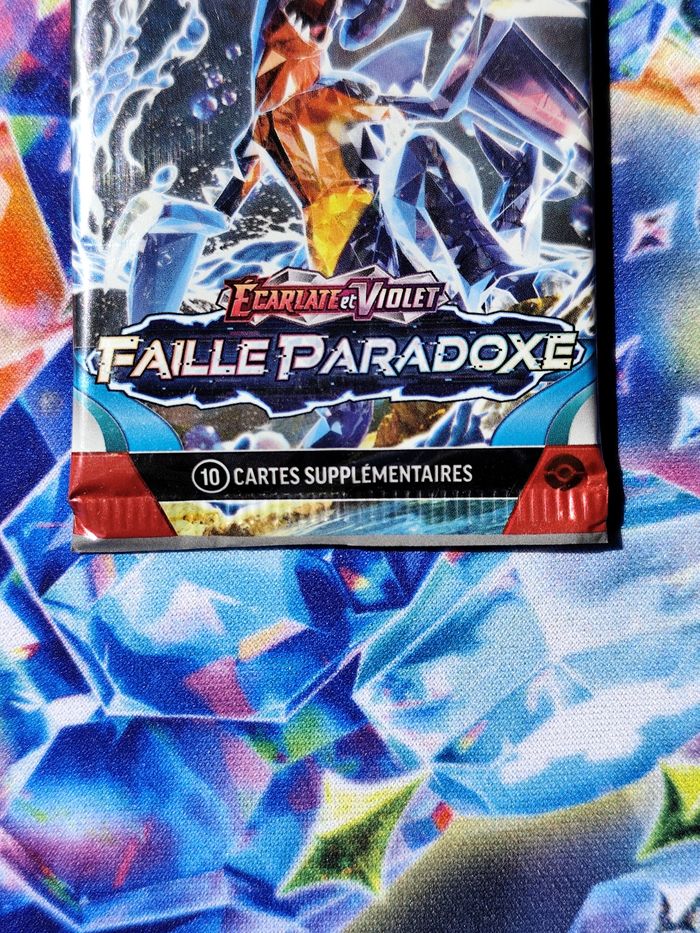 ÉCARLATE et VIOLET
FAILLE PARADOXE
10 CARTES SUPPLÉMENTAIRES